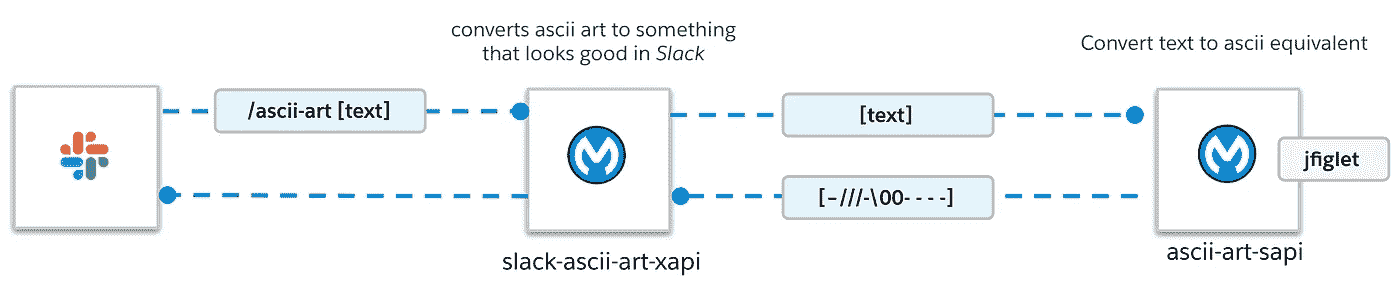 converts ascii art to something
that looks good in Slack
Convert text to ascii equivalent
/ascii-art [text]
[text]
jfiglet
[-///-\00- - - -]
slack-ascii-art-xapi
ascii-art-sapi